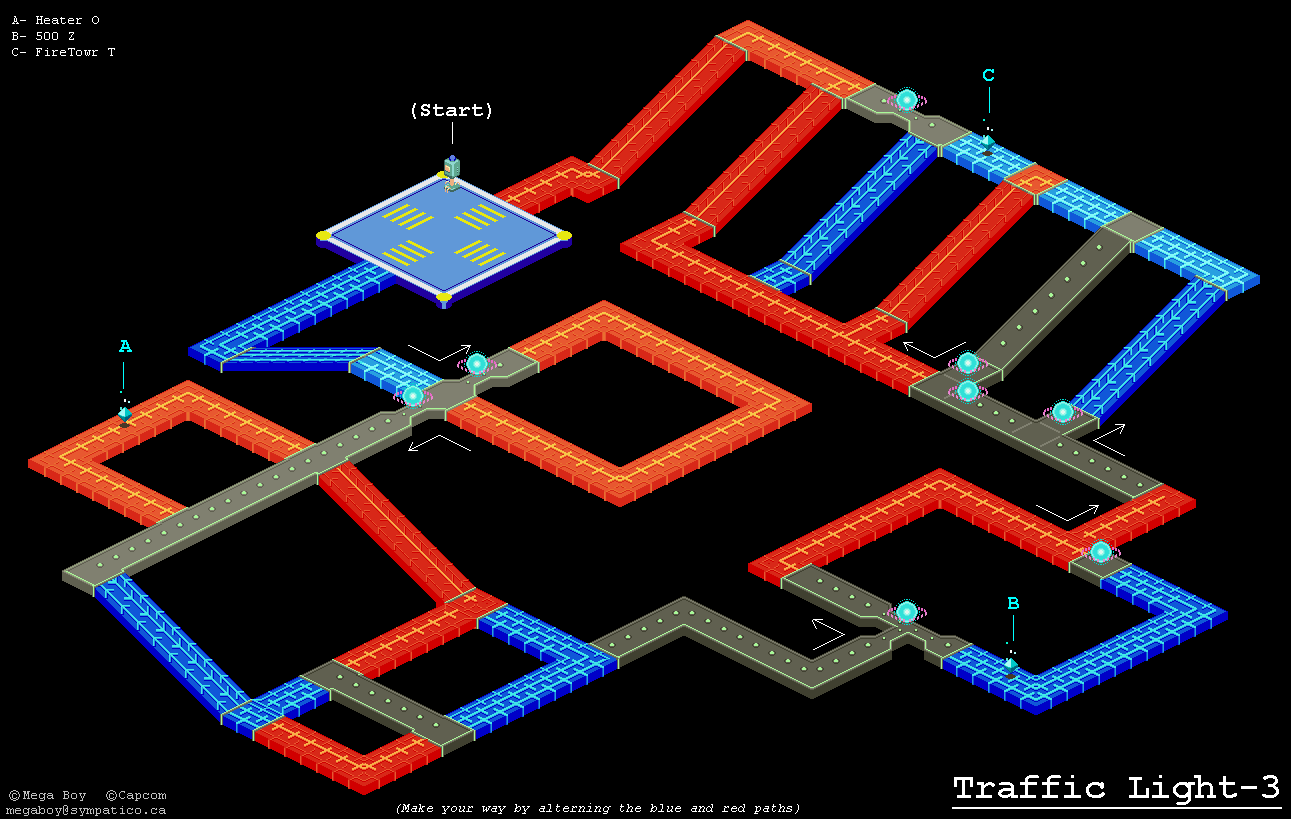 A- Heater O
B- 500 Z
C- FireTowr T
C
(Start)
A
B
Traffic Light-3
©Mega Boy ©Capcom
megaboy@sympatico.ca
(Make your way by alterning the blue and red paths)